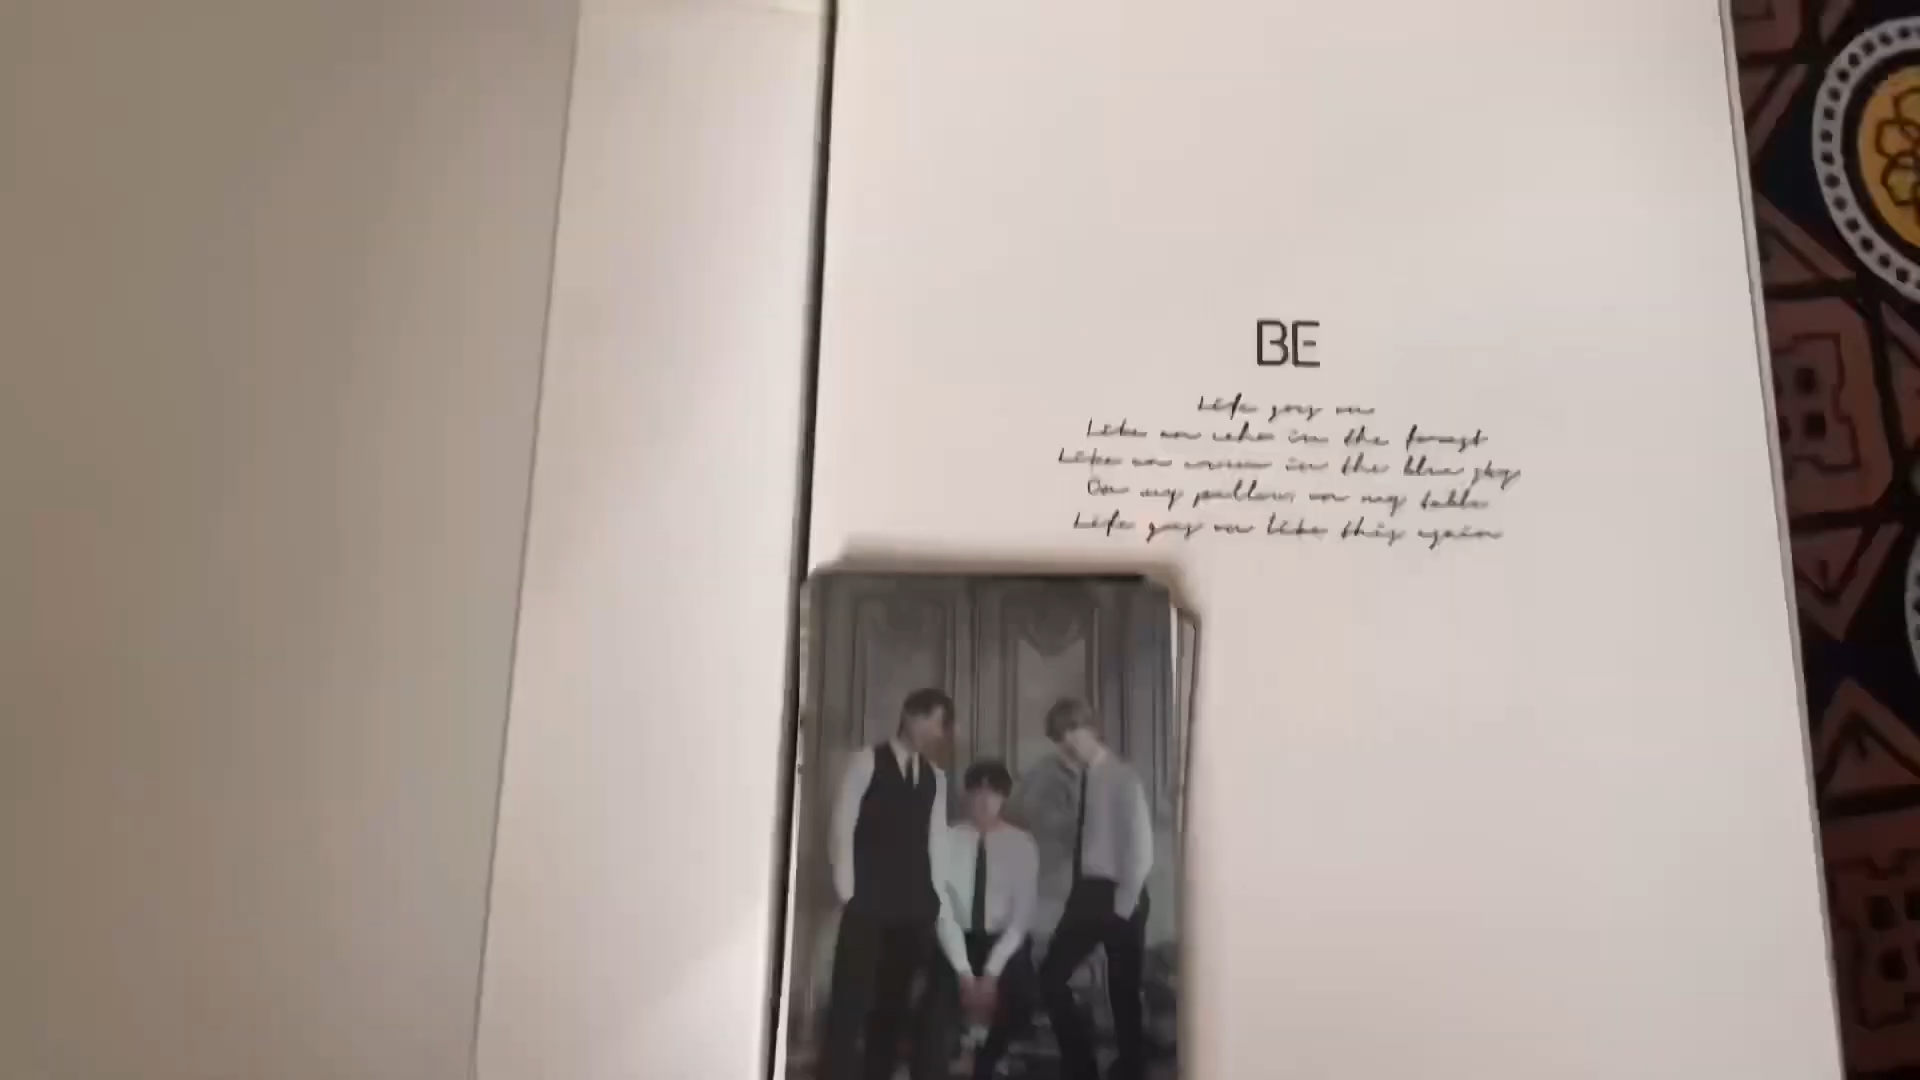 BE
Life goes on
Like an echo in the forest
Like an arrow in the blue sky
On my pillow, on my table
Life goes on like this again